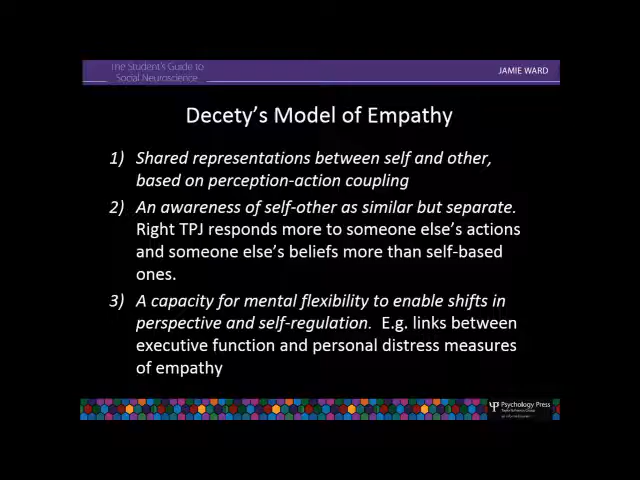 The Student's Guide to
Social Neuroscience
JAMIE WARD
Decety's Model of Empathy
1) Shared representations between self and other,
based on perception-action coupling
2) An awareness of self-other as similar but separate.
Right TPJ responds more to someone else's actions
and someone else's beliefs more than self-based
ones.
3) A capacity for mental flexibility to enable shifts in
perspective and self-regulation. E.g. links between
executive function and personal distress measures
of empathy
Psychology Press